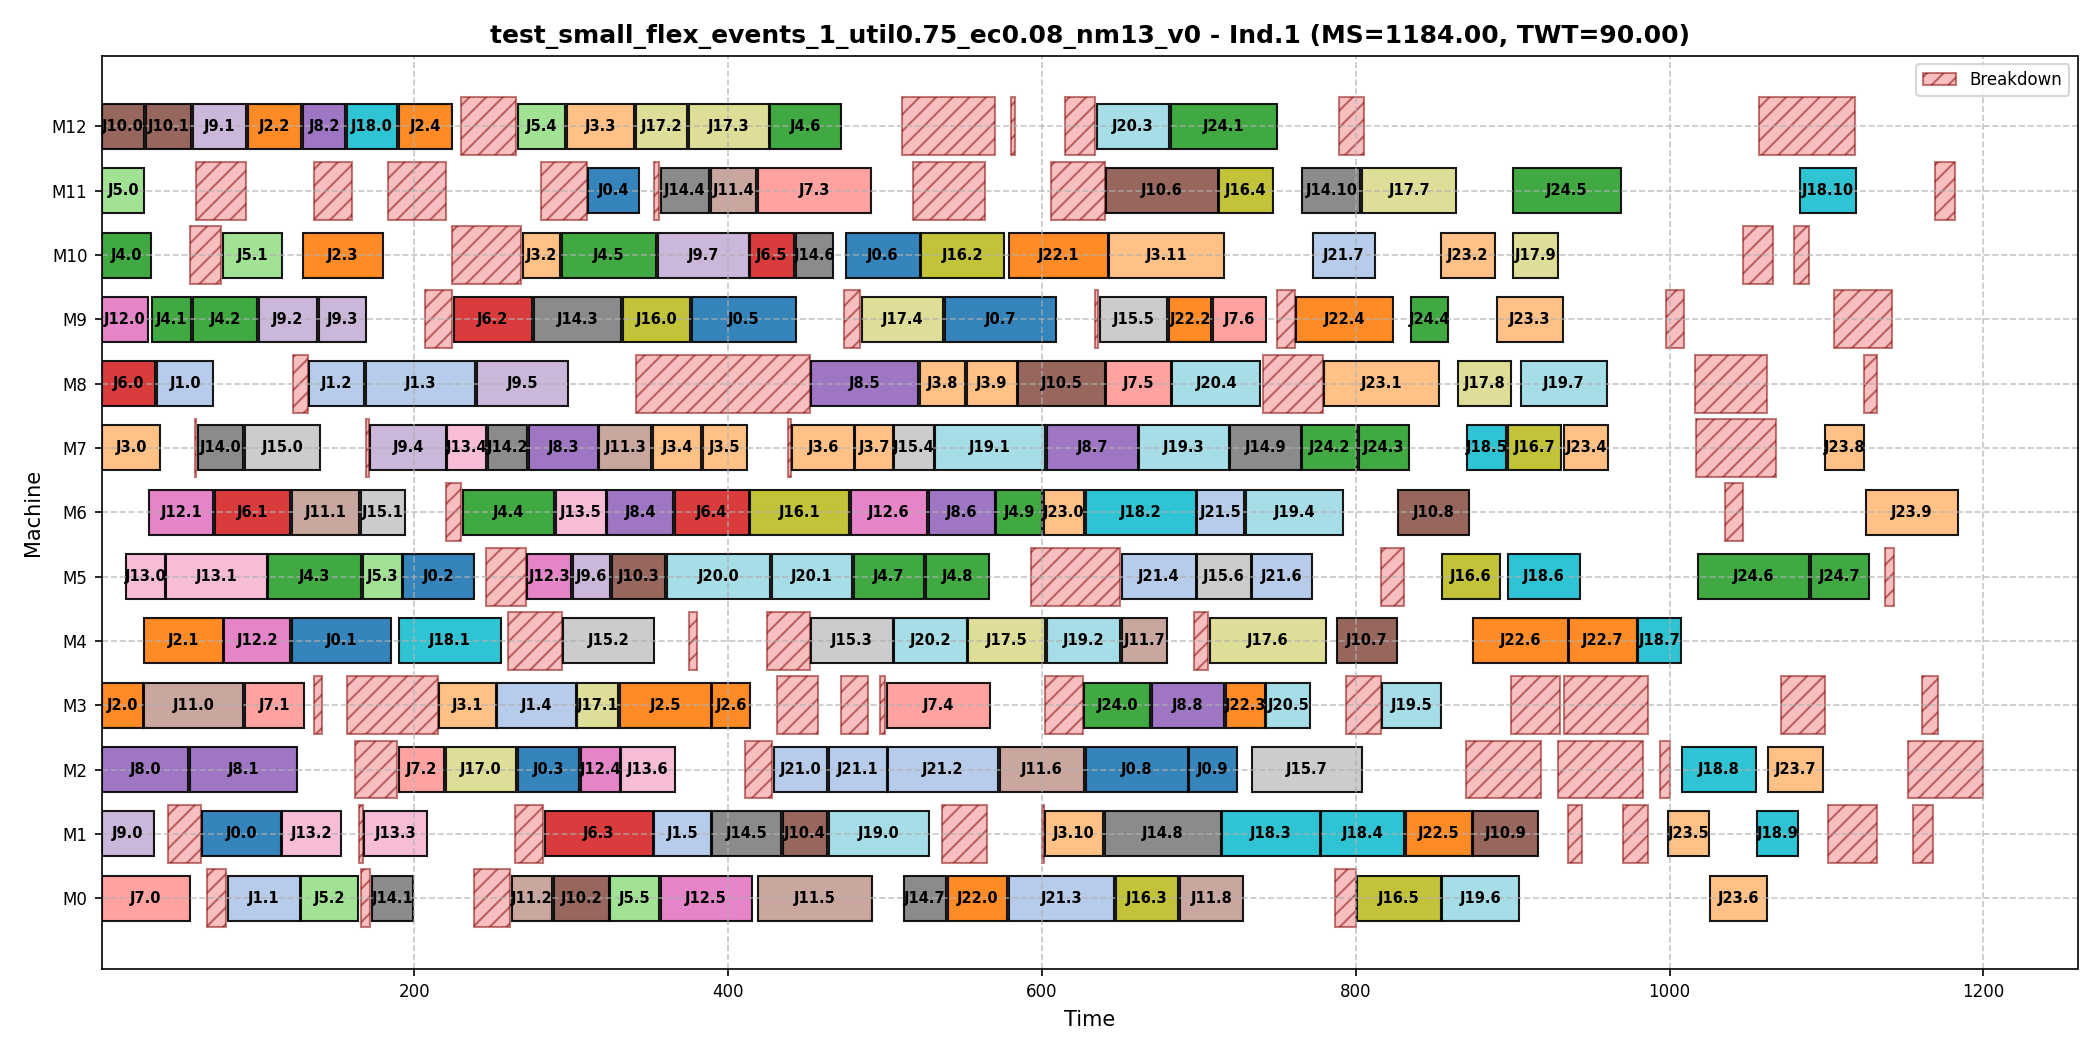 test_small_flex_events_1_util0.75_ec0.08_nm13_v0 - Ind.1 (MS=1184.00, TWT=90.00)
Breakdown
M12 J10.0 J10.1 J9.1 J2.2 J8.2 J18.0 J2.4 J5.4 J3.3 J17.2 J17.3 J4.6 J20.3 J24.1
M11 J5.0 J0.4 J14.4 J11.4 J7.3 J10.6 J16.4 J14.10 J17.7 J24.5 J18.10
M10 J4.0 J5.1 J2.3 J3.2 J4.5 J9.7 J6.5 J14.6 J0.6 J16.2 J22.1 J3.11 J21.7 J23.2 J17.9
M9 J12.0 J4.1 J4.2 J9.2 J9.3 J6.2 J14.3 J16.0 J0.5 J17.4 J0.7 J15.5 J22.2 J7.6 J22.4 J24.4 J23.3
M8 J6.0 J1.0 J1.2 J1.3 J9.5 J8.5 J3.8 J3.9 J10.5 J7.5 J20.4 J23.1 J17.8 J19.7
M7 J3.0 J14.0 J15.0 J9.4 J13.4 J14.2 J8.3 J11.3 J3.4 J3.5 J3.6 J3.7 J15.4 J19.1 J8.7 J19.3 J14.9 J24.2 J24.3 J18.5 J16.7 J23.4 J23.8
M6 J12.1 J6.1 J11.1 J15.1 J4.4 J13.5 J8.4 J6.4 J16.1 J12.6 J8.6 J4.9 J23.0 J18.2 J21.5 J19.4 J10.8 J23.9
M5 J13.0 J13.1 J4.3 J5.3 J0.2 J12.3 J9.6 J10.3 J20.0 J20.1 J4.7 J4.8 J21.4 J15.6 J21.6 J16.6 J18.6 J24.6 J24.7
M4 J2.1 J12.2 J0.1 J18.1 J15.2 J15.3 J20.2 J17.5 J19.2 J11.7 J17.6 J10.7 J22.6 J22.7 J18.7
M3 J2.0 J11.0 J7.1 J3.1 J1.4 J17.1 J2.5 J2.6 J7.4 J24.0 J8.8 J22.3 J20.5 J19.5
M2 J8.0 J8.1 J7.2 J17.0 J0.3 J12.4 J13.6 J21.0 J21.1 J21.2 J11.6 J0.8 J0.9 J15.7 J18.8 J23.7
M1 J9.0 J0.0 J13.2 J13.3 J6.3 J1.5 J14.5 J10.4 J19.0 J3.10 J14.8 J18.3 J18.4 J22.5 J10.9 J23.5 J18.9
M0 J7.0 J1.1 J5.2 J14.1 J11.2 J10.2 J5.5 J12.5 J11.5 J14.7 J22.0 J21.3 J16.3 J11.8 J16.5 J19.6 J23.6
200 400 600 800 1000 1200
Time
Machine